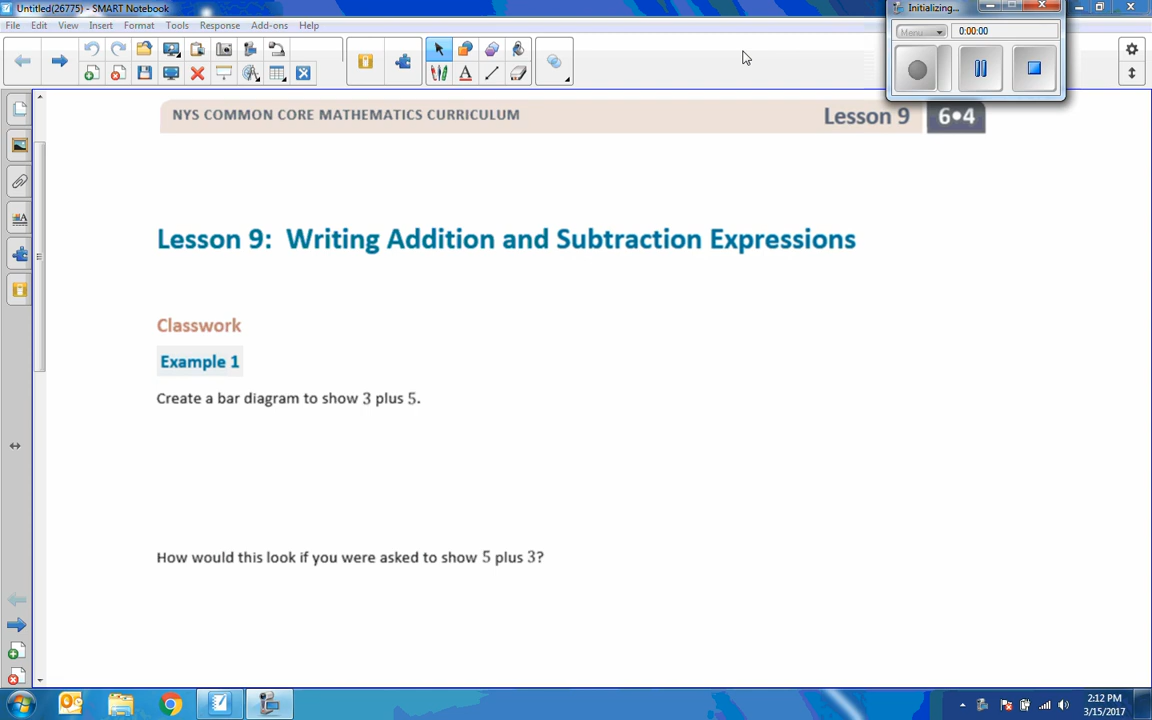 Untitled(26775) - SMART Notebook
Initializing...
File Edit View Insert Format Tools Response Add-ons Help
Menu 0:00:00
NYS COMMON CORE MATHEMATICS CURRICULUM Lesson 9 6•4
Lesson 9: Writing Addition and Subtraction Expressions
Classwork
Example 1
Create a bar diagram to show 3 plus 5.
How would this look if you were asked to show 5 plus 3?
2:12 PM
3/15/2017